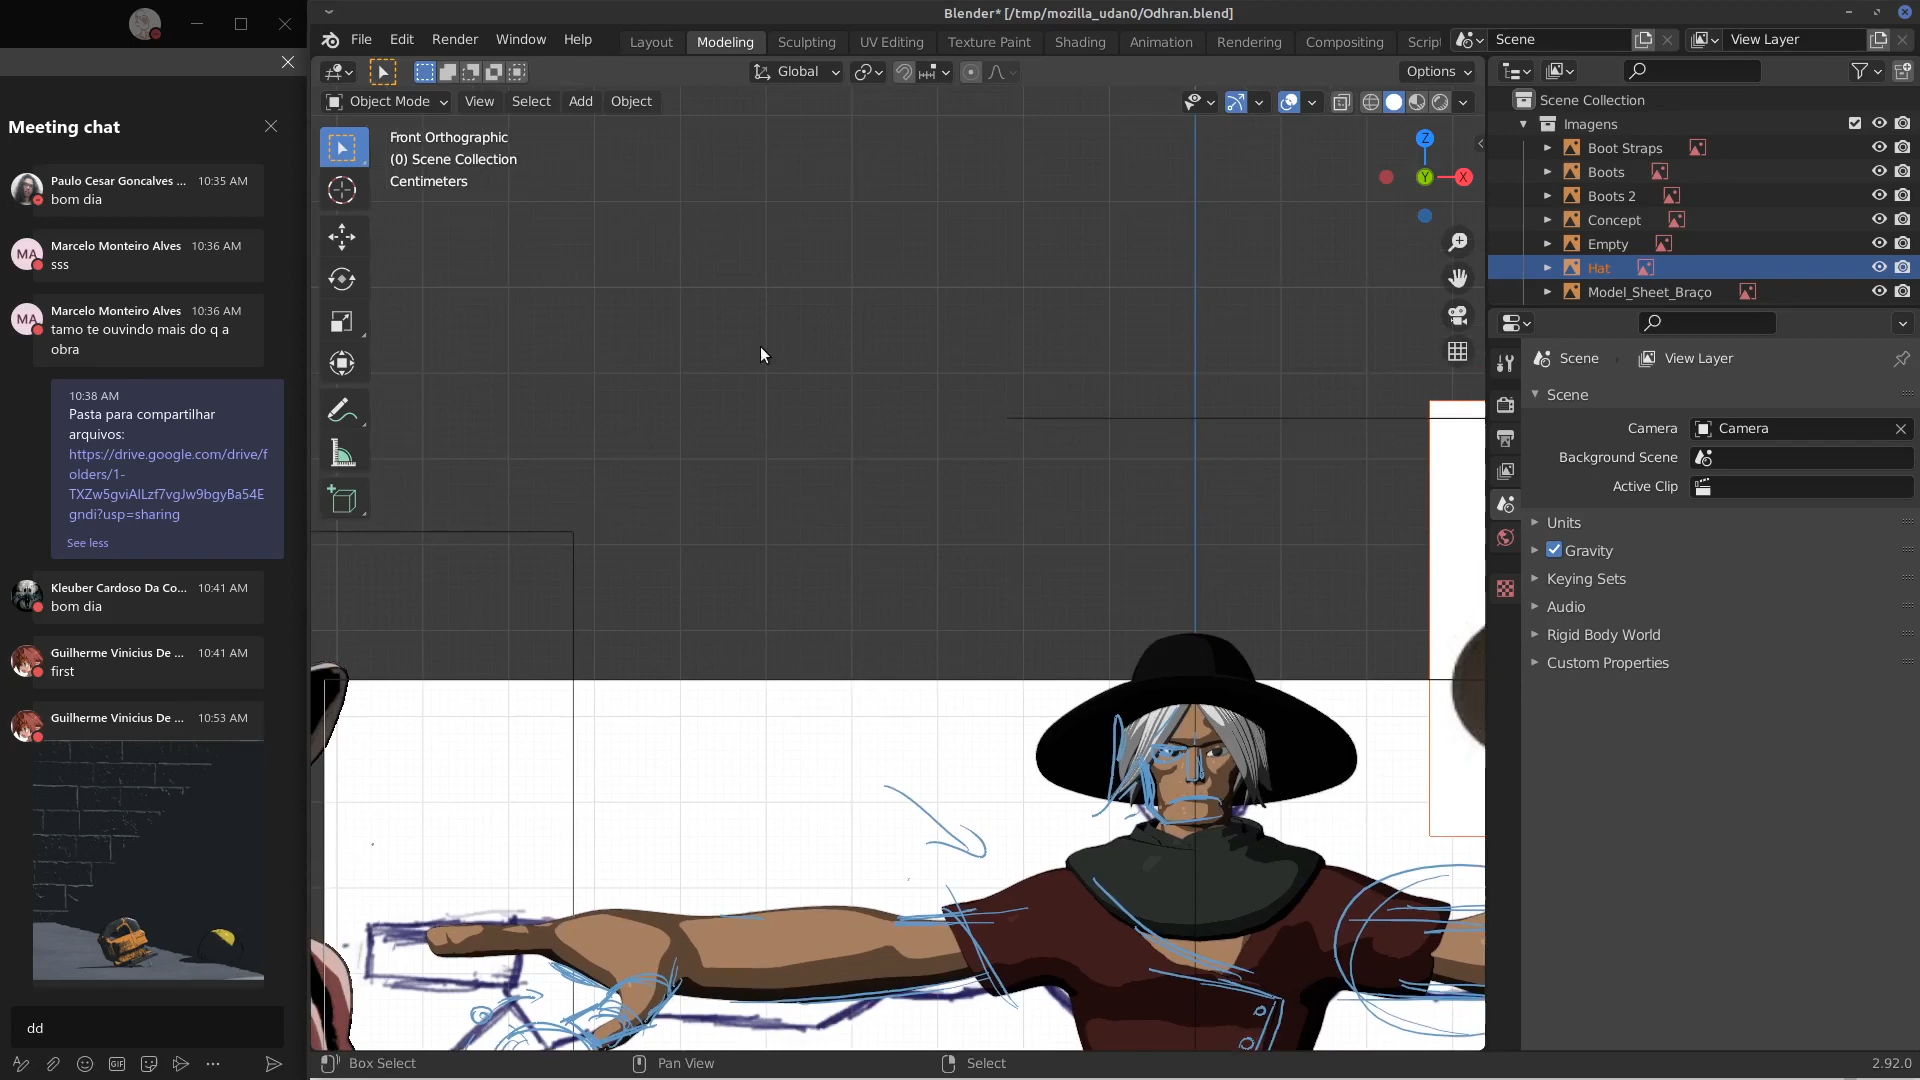 Blender* [/tmp/mozilla_udan0/Odhran.blend]
File Edit Render Window Help
Layout Modeling Sculpting UV Editing Texture Paint Shading Animation Rendering Compositing Scrip
Scene
View Layer
Global
Options
Object Mode View Select Add Object
Front Orthographic
(0) Scene Collection
Centimeters
Z
Y
X
Meeting chat
Paulo Cesar Goncalves ... 10:35 AM
bom dia
MA
Marcelo Monteiro Alves 10:36 AM
sss
MA
Marcelo Monteiro Alves 10:36 AM
tamo te ouvindo mais do q a
obra
10:38 AM
Pasta para compartilhar
arquivos:
https://drive.google.com/drive/f
olders/1-
TXZw5gviAlLzf7vgJw9bgyBa54E
gndi?usp=sharing
See less
Kleuber Cardoso Da Co... 10:41 AM
bom dia
Guilherme Vinicius De ... 10:41 AM
first
Guilherme Vinicius De ... 10:53 AM
dd
GIF
Scene Collection
Imagens
Boot Straps
Boots
Boots 2
Concept
Empty
Hat
Model_Sheet_Braço
Scene View Layer
Scene
Camera Camera
Background Scene
Active Clip
Units
Gravity
Keying Sets
Audio
Rigid Body World
Custom Properties
Box Select
Pan View
Select
2.92.0